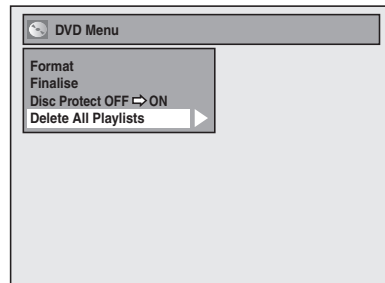 DVD Menu
Format
Finalise
Disc Protect OFF ⇨ ON
Delete All Playlists